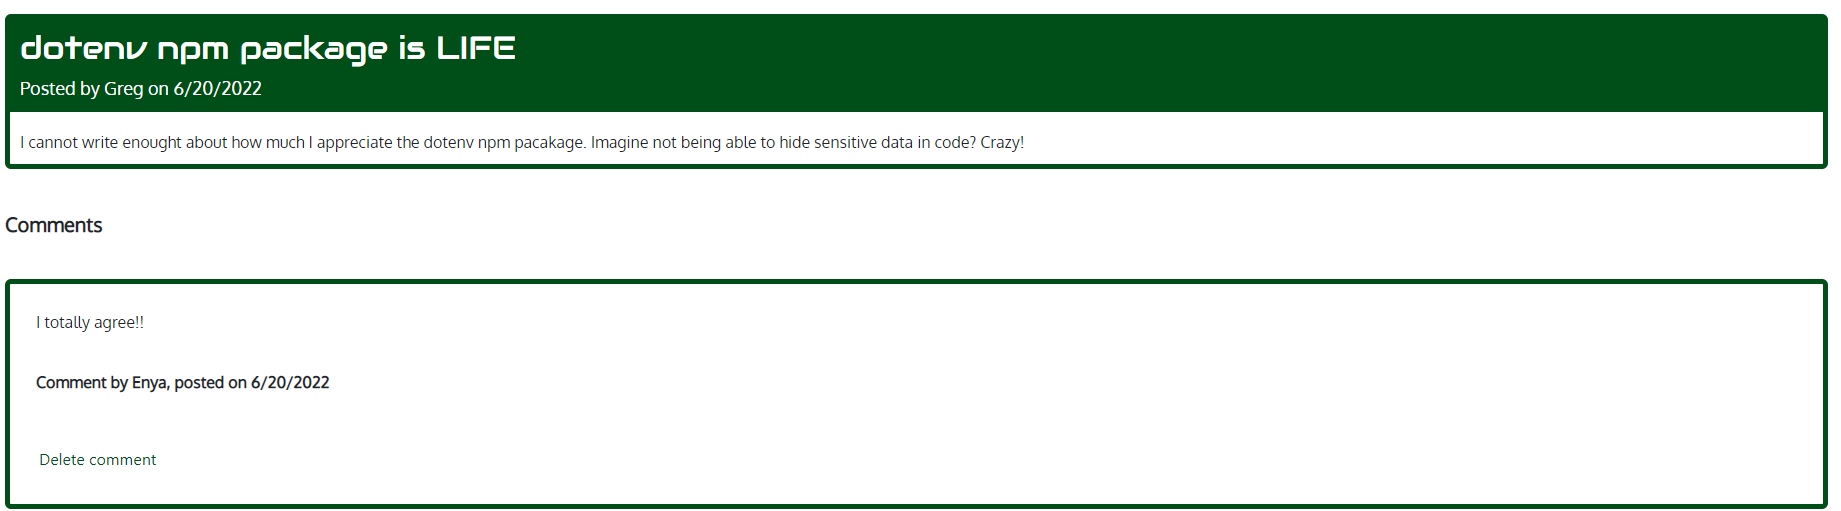 dotenv npm package is LIFE
Posted by Greg on 6/20/2022
I cannot write enought about how much I appreciate the dotenv npm pacakage. Imagine not being able to hide sensitive data in code? Crazy!
Comments
I totally agree!!
Comment by Enya, posted on 6/20/2022
Delete comment